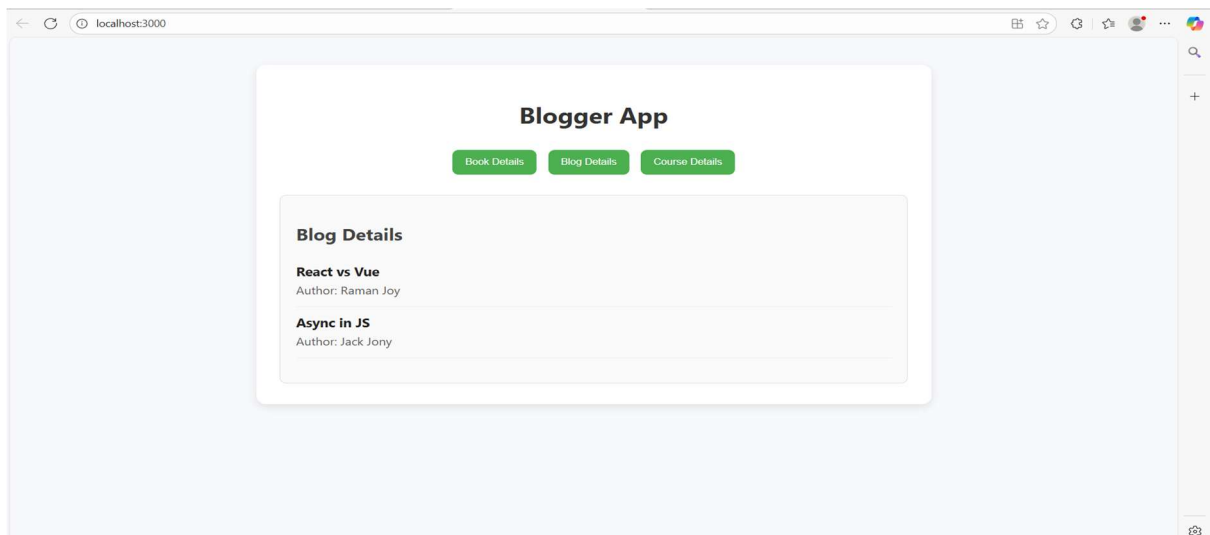 localhost:3000
Blogger App
Book Details Blog Details Course Details
Blog Details
React vs Vue
Author: Raman Joy
Async in JS
Author: Jack Jony